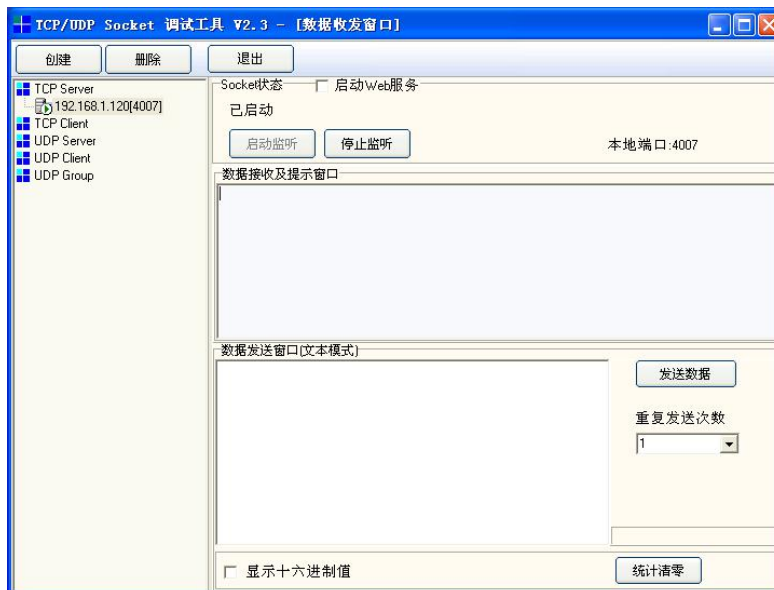 TCP/UDP Socket 调试工具 V2.3 - [数据收发窗口]
创建 删除 退出
TCP Server
192.168.1.120[4007]
TCP Client
UDP Server
UDP Client
UDP Group
Socket状态 启动Web服务
已启动
启动监听 停止监听 本地端口:4007
数据接收及提示窗口
数据发送窗口(文本模式)
发送数据
重复发送次数
1
显示十六进制值 统计清零